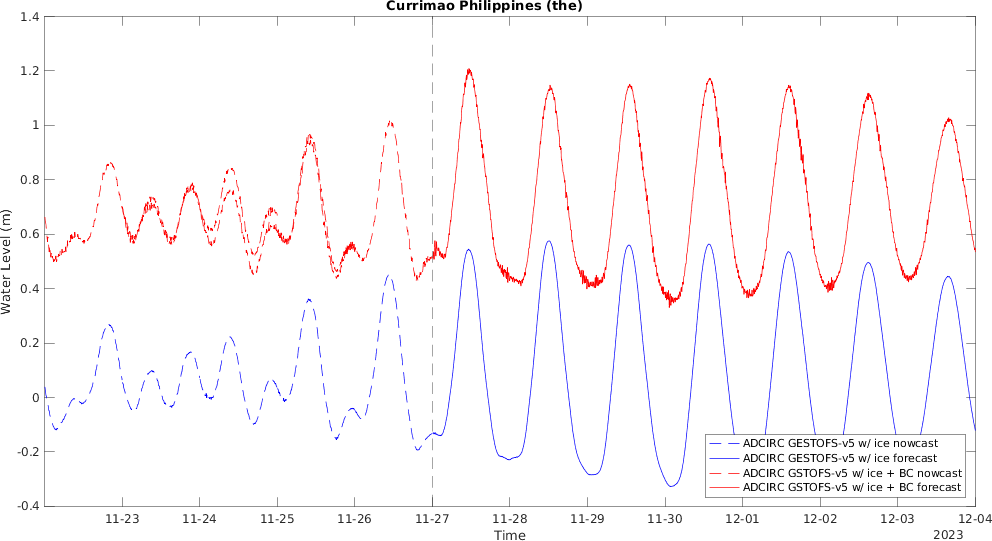 Currimao Philippines (the)
1.4
1.2
1
0.8
0.6
0.4
0.2
0
-0.2
-0.4
Water Level (m)
ADCIRC GESTOFS-v5 w/ ice nowcast
ADCIRC GESTOFS-v5 w/ ice forecast
ADCIRC GSTOFS-v5 w/ ice + BC nowcast
ADCIRC GSTOFS-v5 w/ ice + BC forecast
11-23 11-24 11-25 11-26 11-27 11-28 11-29 11-30 12-01 12-02 12-03 12-04
Time
2023